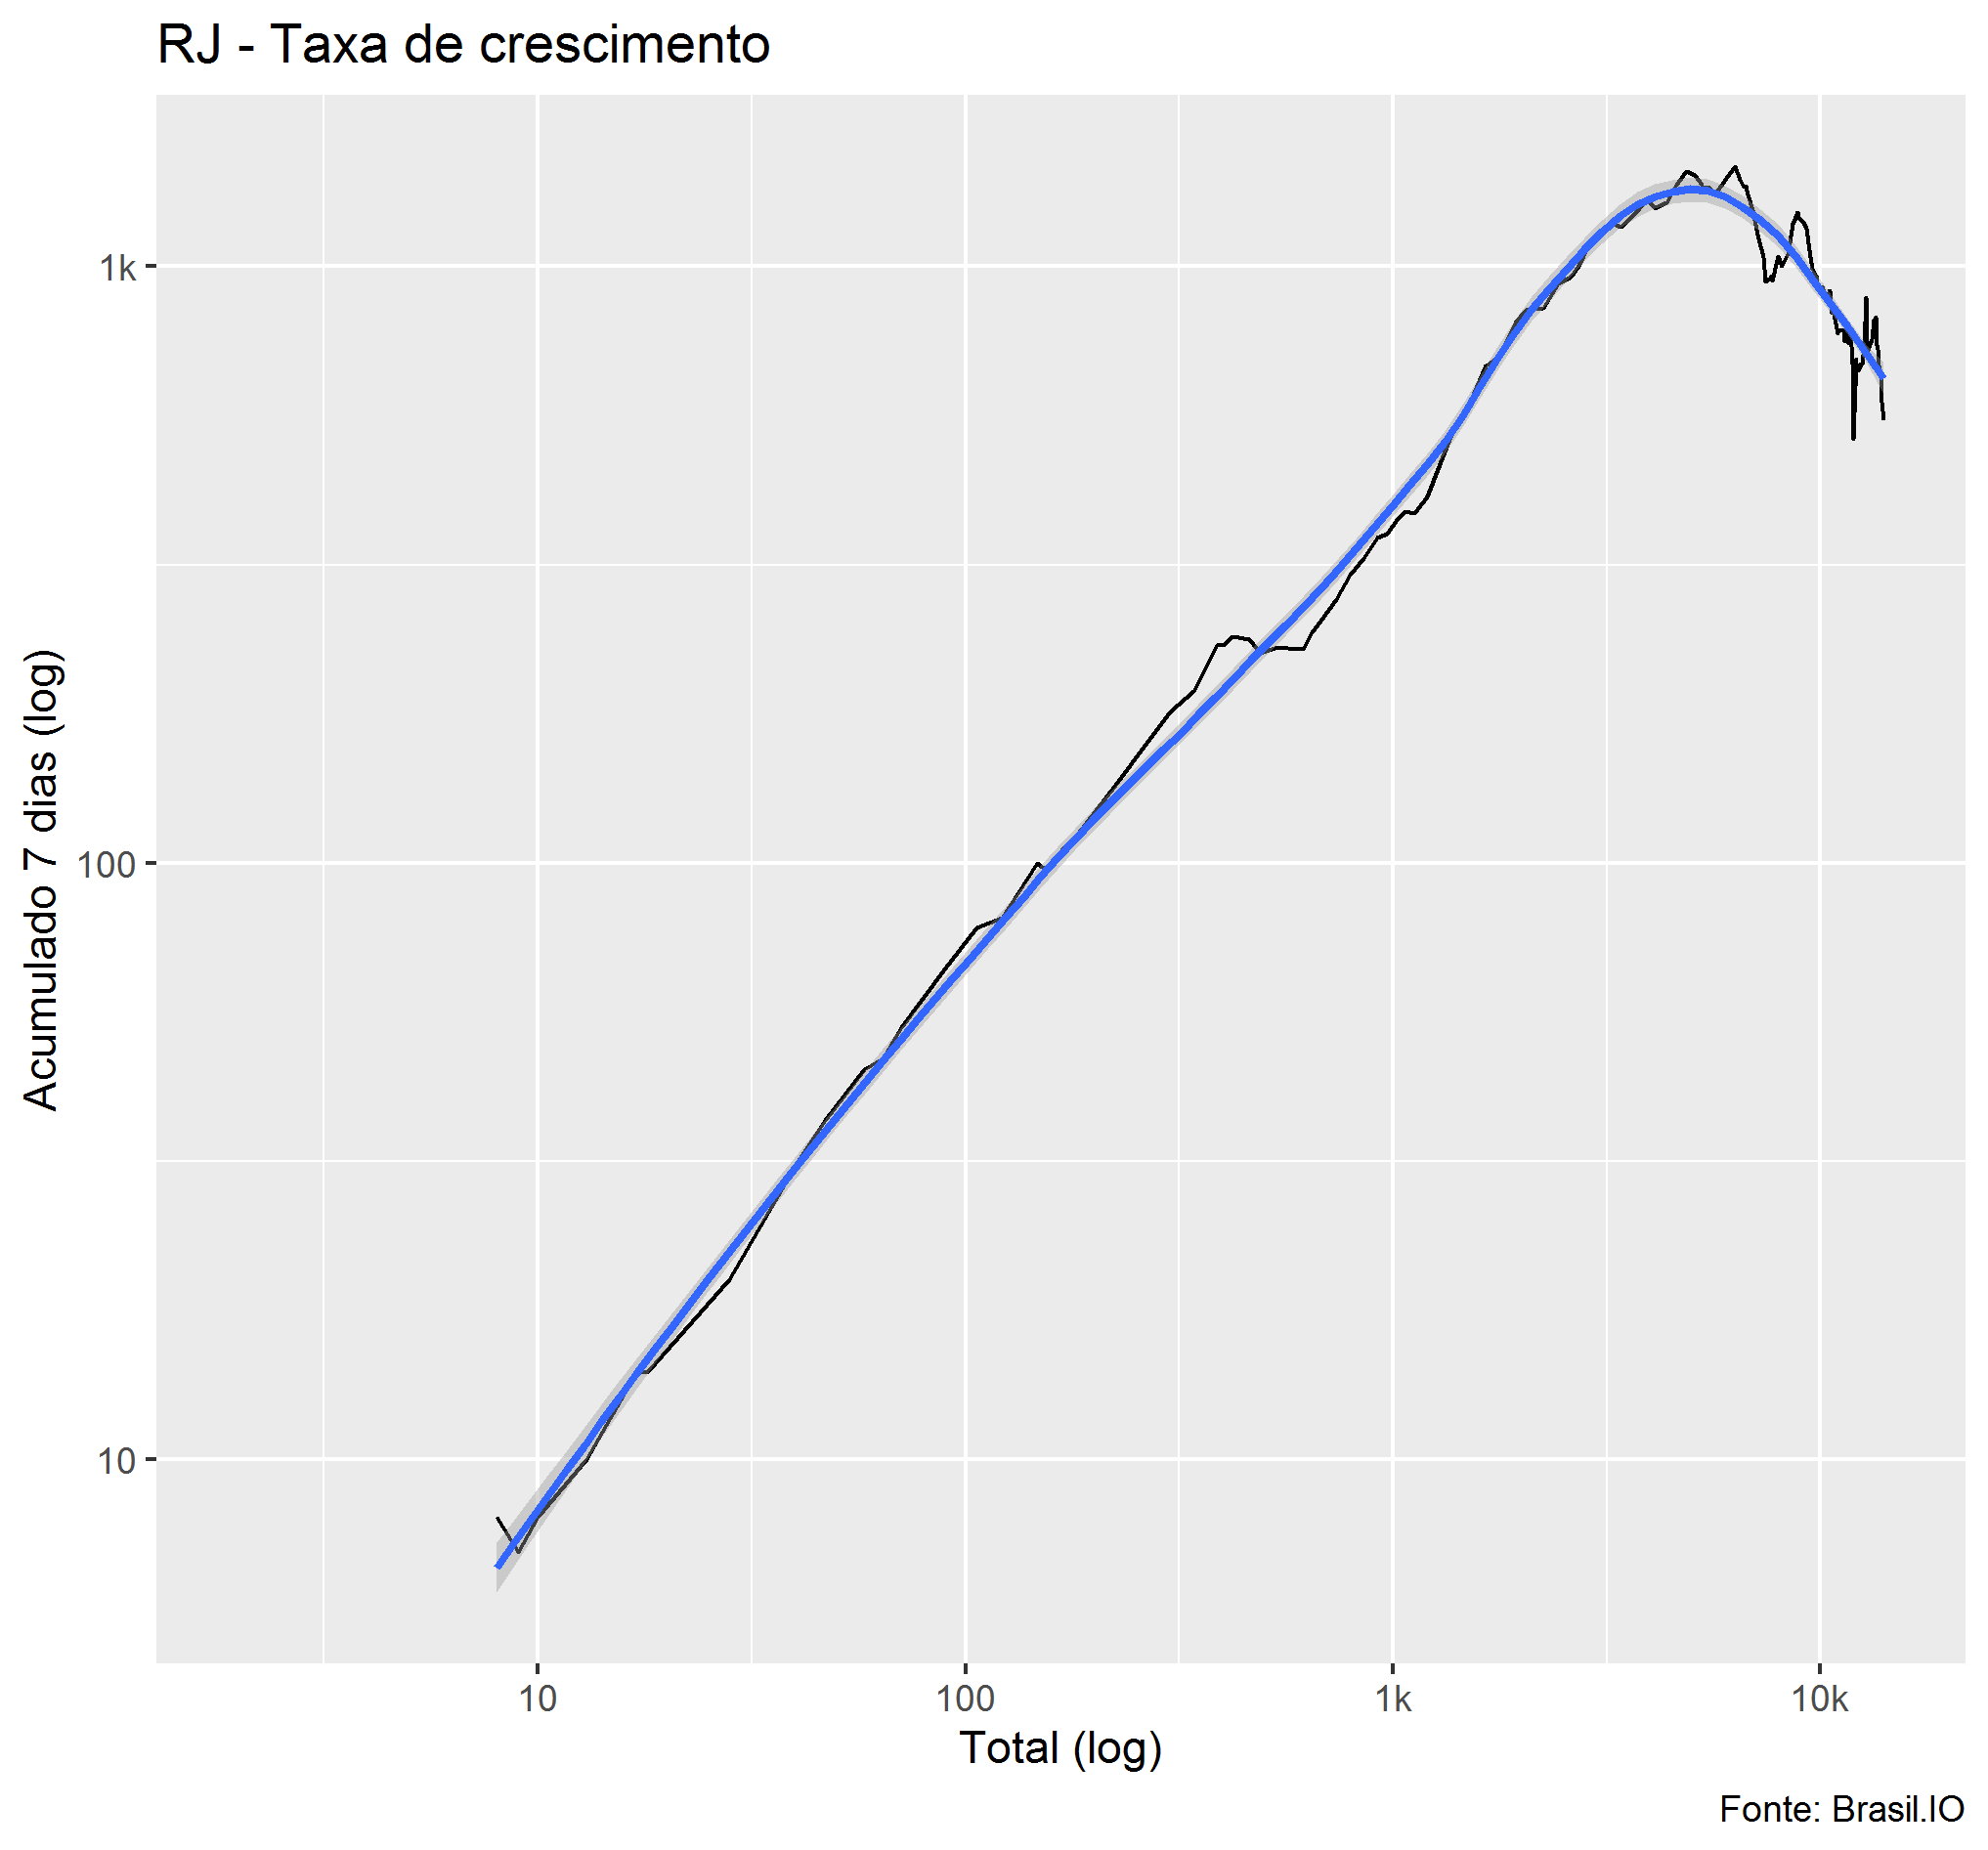 RJ - Taxa de crescimento
Acumulado 7 dias (log)
1k
100
10
10
100
1k
10k
Total (log)
Fonte: Brasil.IO